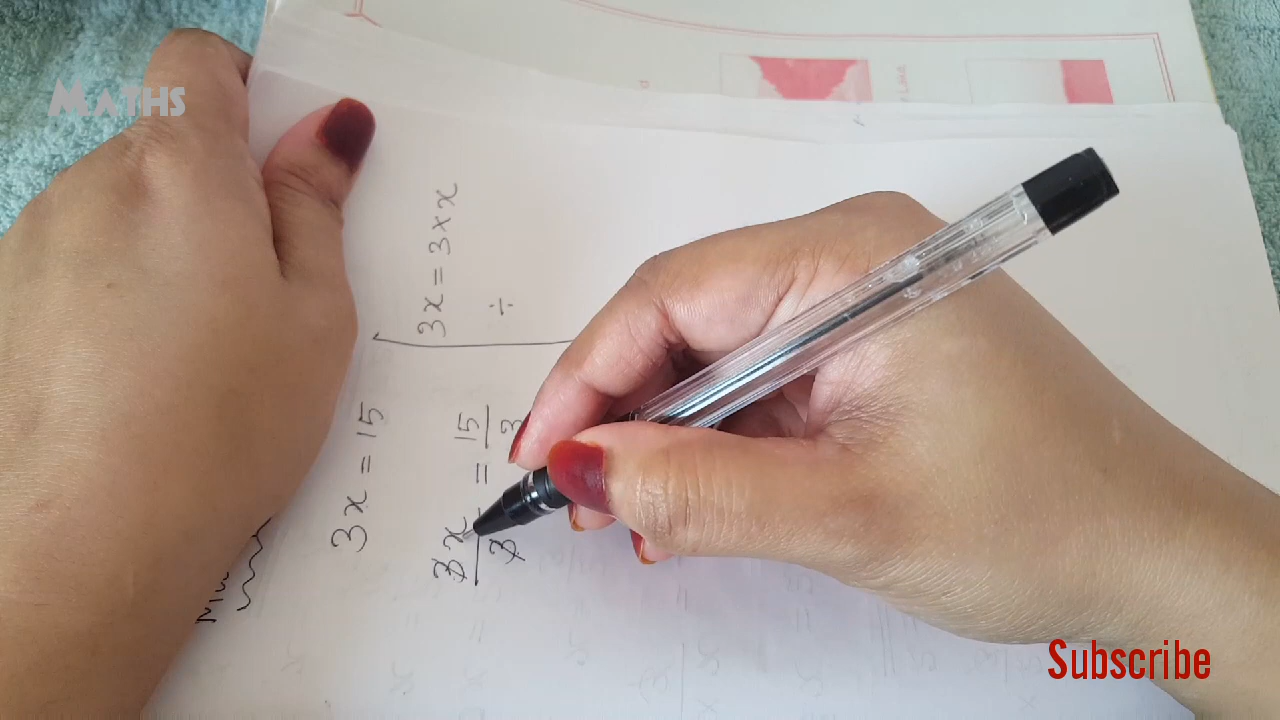 MATHS
3x = 15
3x = 3 × x
÷
3x/3 = 15/3
Subscribe